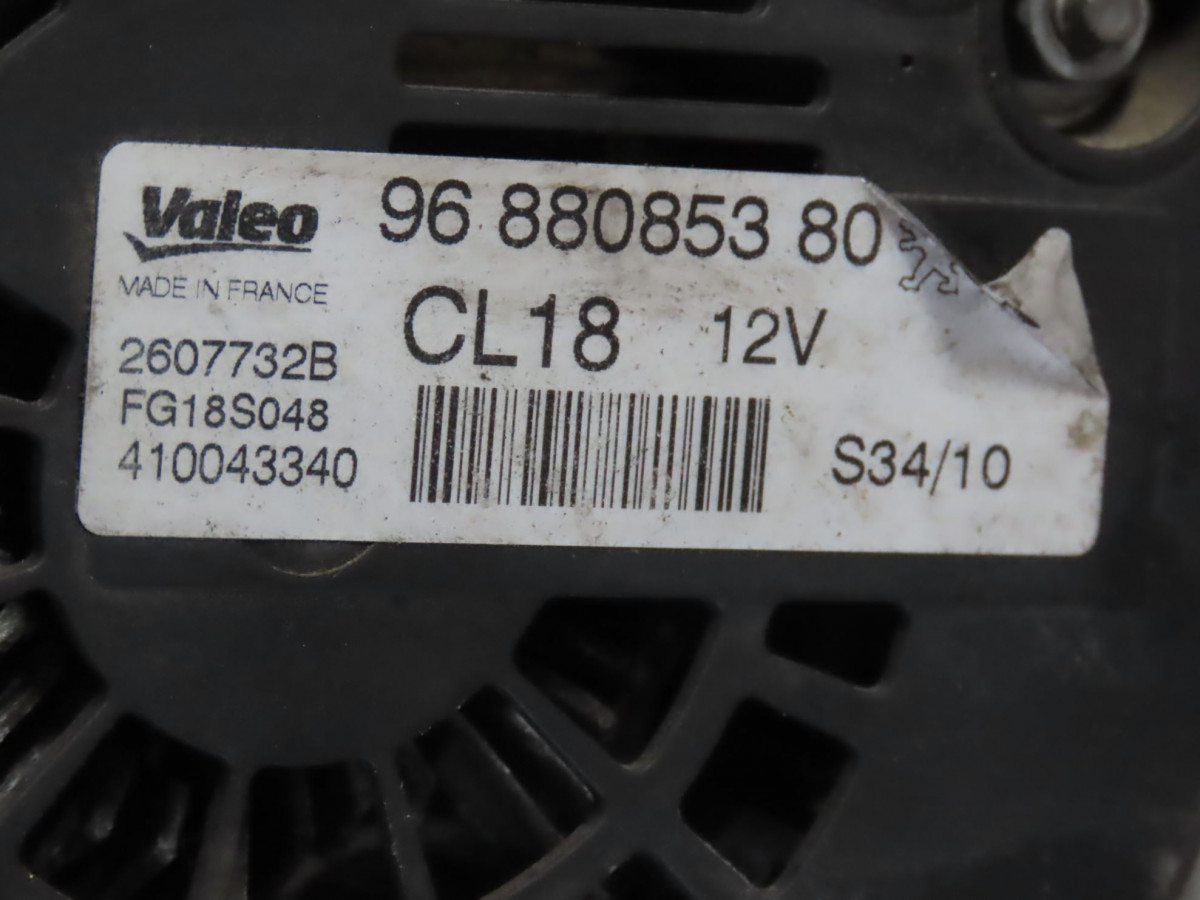 Valeo
MADE IN FRANCE
2607732B
FG18S048
410043340
96 880853 80
CL18 12V
S34/10